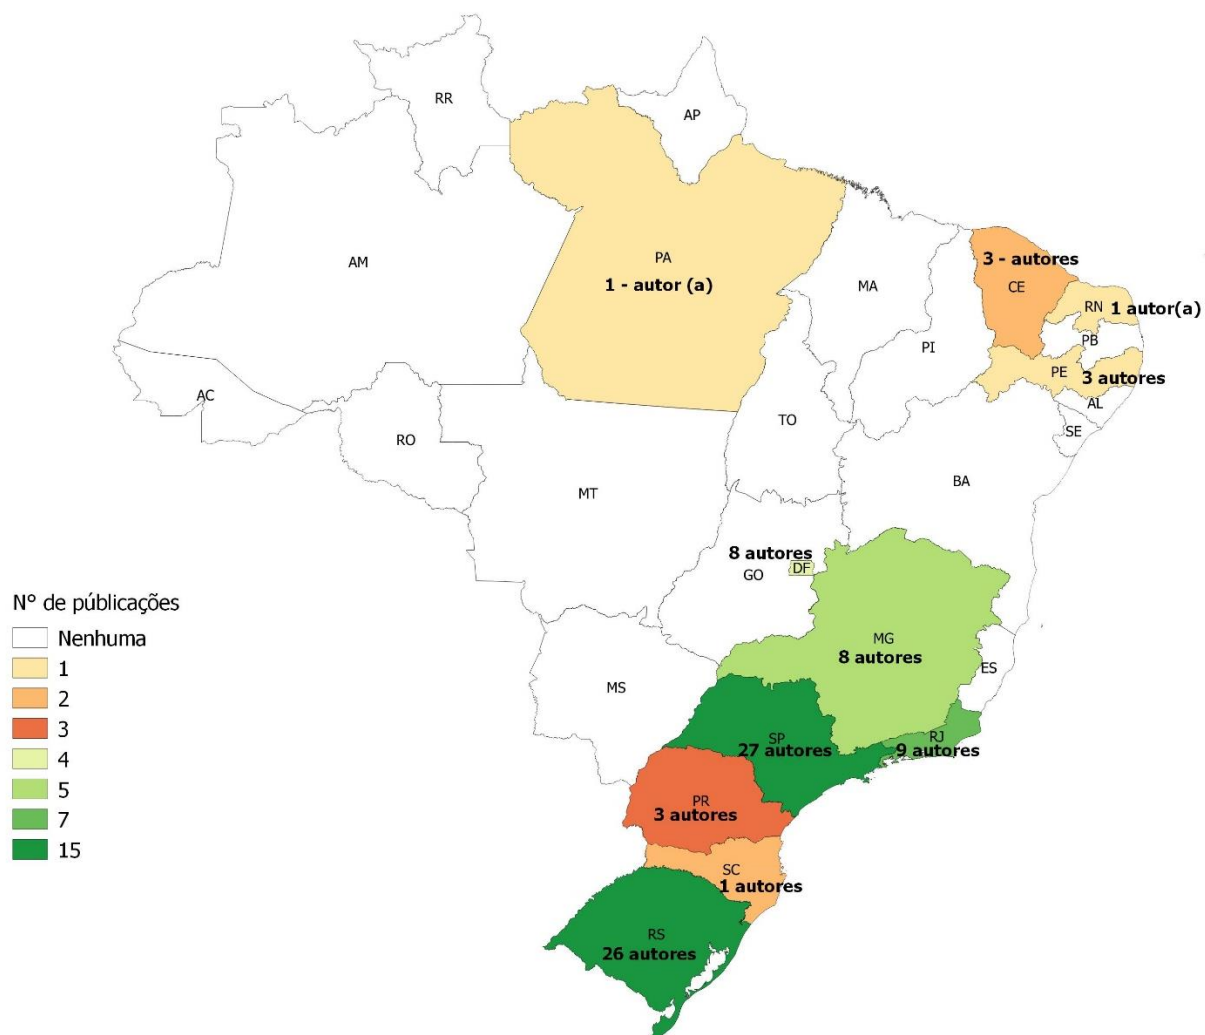 RR
AP
PA
1 - autor (a)
AM
MA
3 - autores
CE
RN 1 autor(a)
PB
PI
PE
3 autores
AL
SE
AC
RO
TO
BA
MT
8 autores
DF
GO
MG
8 autores
ES
MS
SP
27 autores
RJ
9 autores
PR
3 autores
SC
1 autores
RS
26 autores
N° de públicações
Nenhuma
1
2
3
4
5
7
15